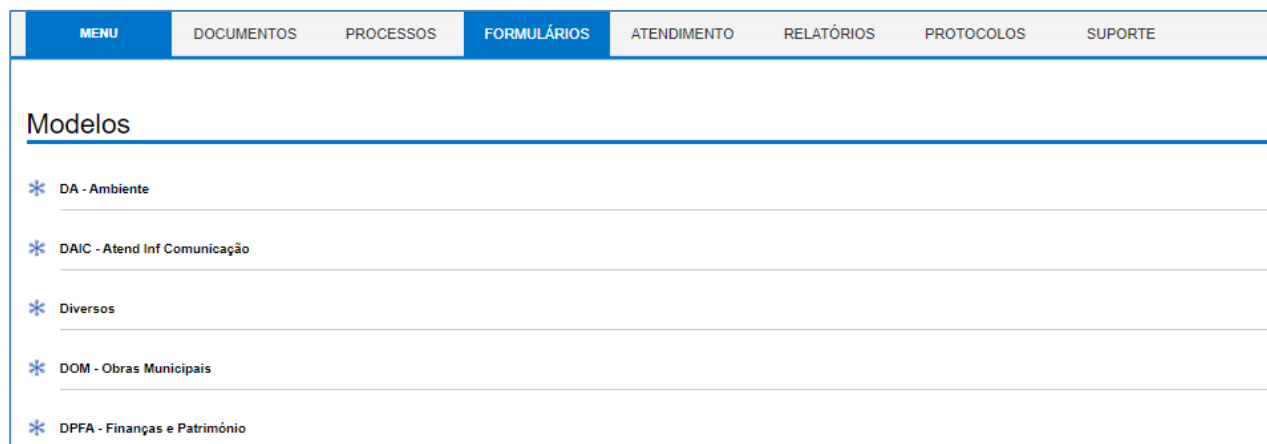 MENU DOCUMENTOS PROCESSOS FORMULÁRIOS ATENDIMENTO RELATÓRIOS PROTOCOLOS SUPORTE
Modelos
DA - Ambiente
DAIC - Atend Inf Comunicação
Diversos
DOM - Obras Municipais
DPFA - Finanças e Património